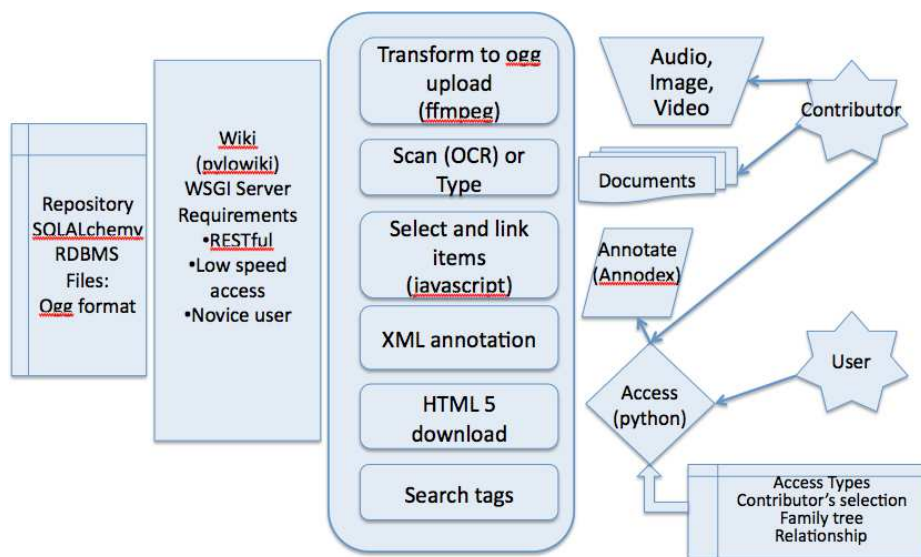 Repository
SQLALchemy
RDBMS
Files:
Ogg format
Wiki
(pylowiki)
WSGI Server
Requirements
•RESTful
•Low speed
access
•Novice user
Transform to ogg
upload
(ffmpeg)
Scan (OCR) or
Type
Select and link
items
(javascript)
XML annotation
HTML 5
download
Search tags
Audio,
Image,
Video
Contributor
Documents
Annotate
(Annodex)
Access
(python)
User
Access Types
Contributor’s selection
Family tree
Relationship